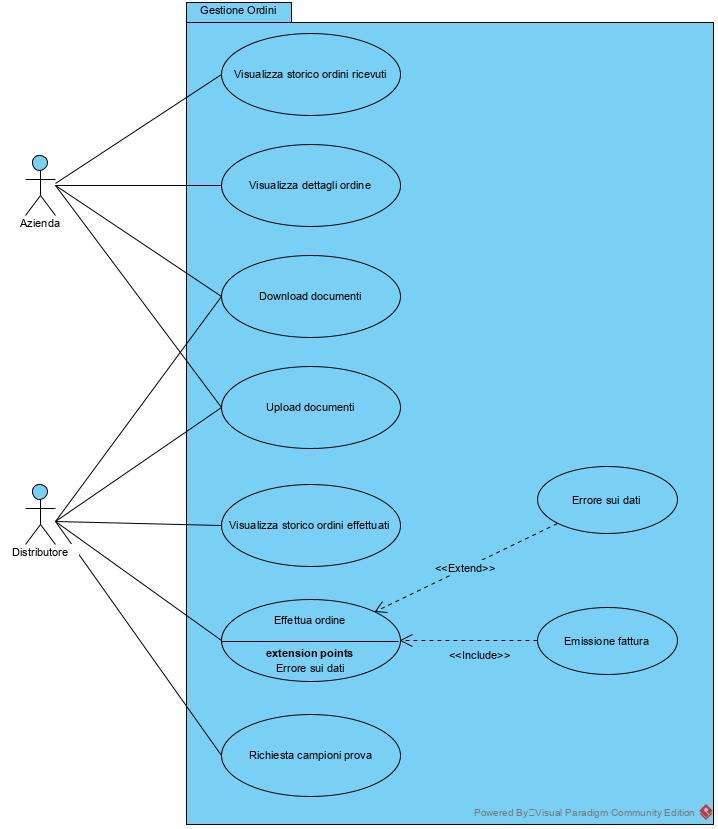 Gestione Ordini
Visualizza storico ordini ricevuti
Visualizza dettagli ordine
Azienda
Download documenti
Upload documenti
Errore sui dati
Visualizza storico ordini effettuati
Distributore
<<Extend>>
Effettua ordine
extension points
Errore sui dati
<<Include>>
Emissione fattura
Richiesta campioni prova
Powered By Visual Paradigm Community Edition